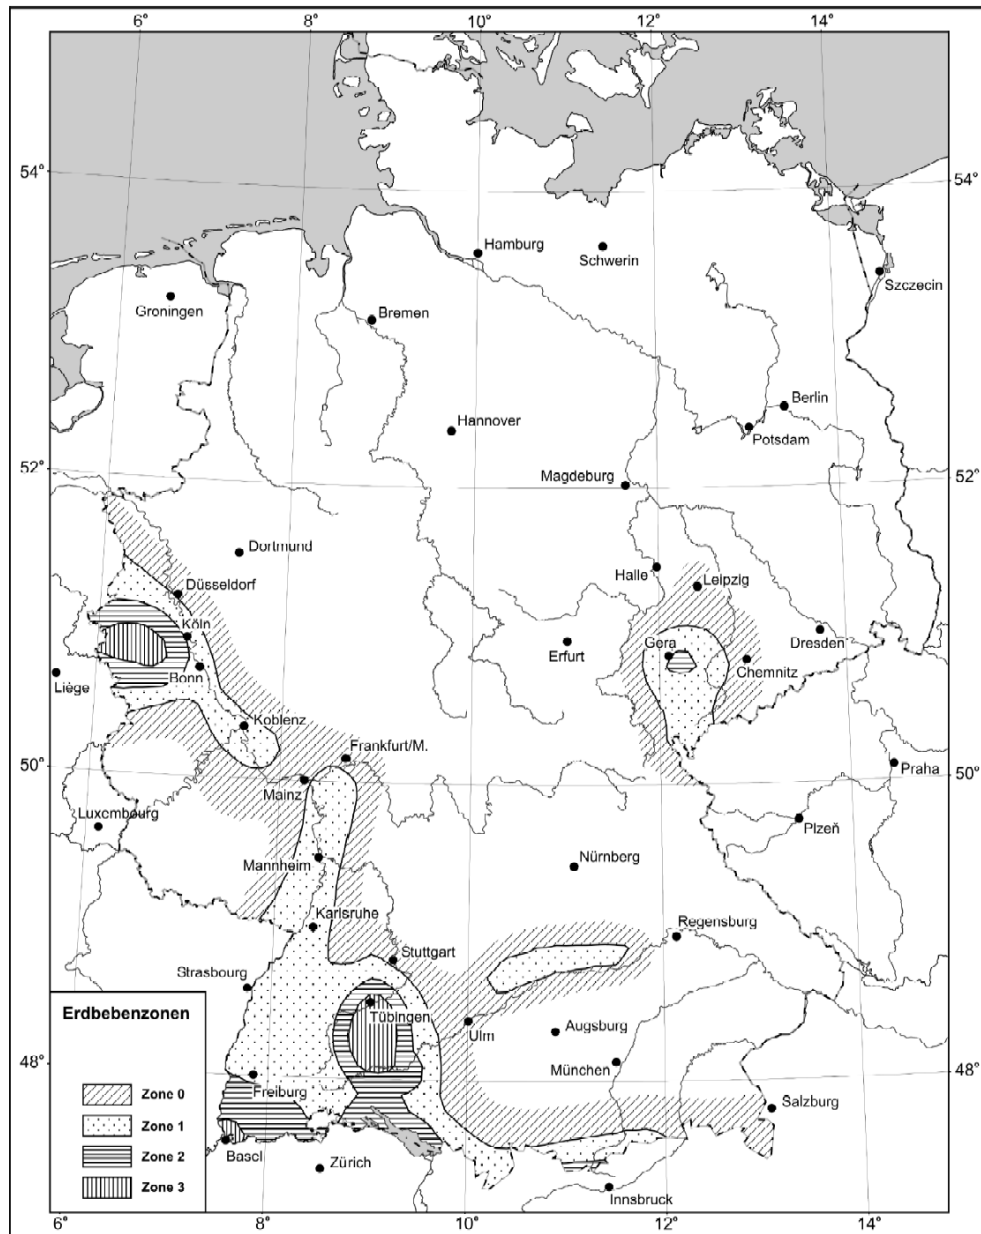 6° 8° 10° 12° 14°
54° 54°
Hamburg
Schwerin
Szczecin
Groningen
Bremen
Berlin
Hannover
Potsdam
52° 52°
Magdeburg
Dortmund
Halle
Leipzig
Düsseldorf
Köln
Gera
Dresden
Erfurt
Liège
Bonn
Chemnitz
Koblenz
Frankfurt/M.
50° 50°
Praha
Mainz
Luxembourg
Plzeň
Mannheim
Nürnberg
Karlsruhe
Regensburg
Stuttgart
Strasbourg
Erdbebenzonen
Tübingen
Ulm
Augsburg
48° München 48°
Freiburg
Zone 0
Salzburg
Zone 1
Basel
Zone 2
Zürich
Zone 3
Innsbruck
6° 8° 10° 12° 14°